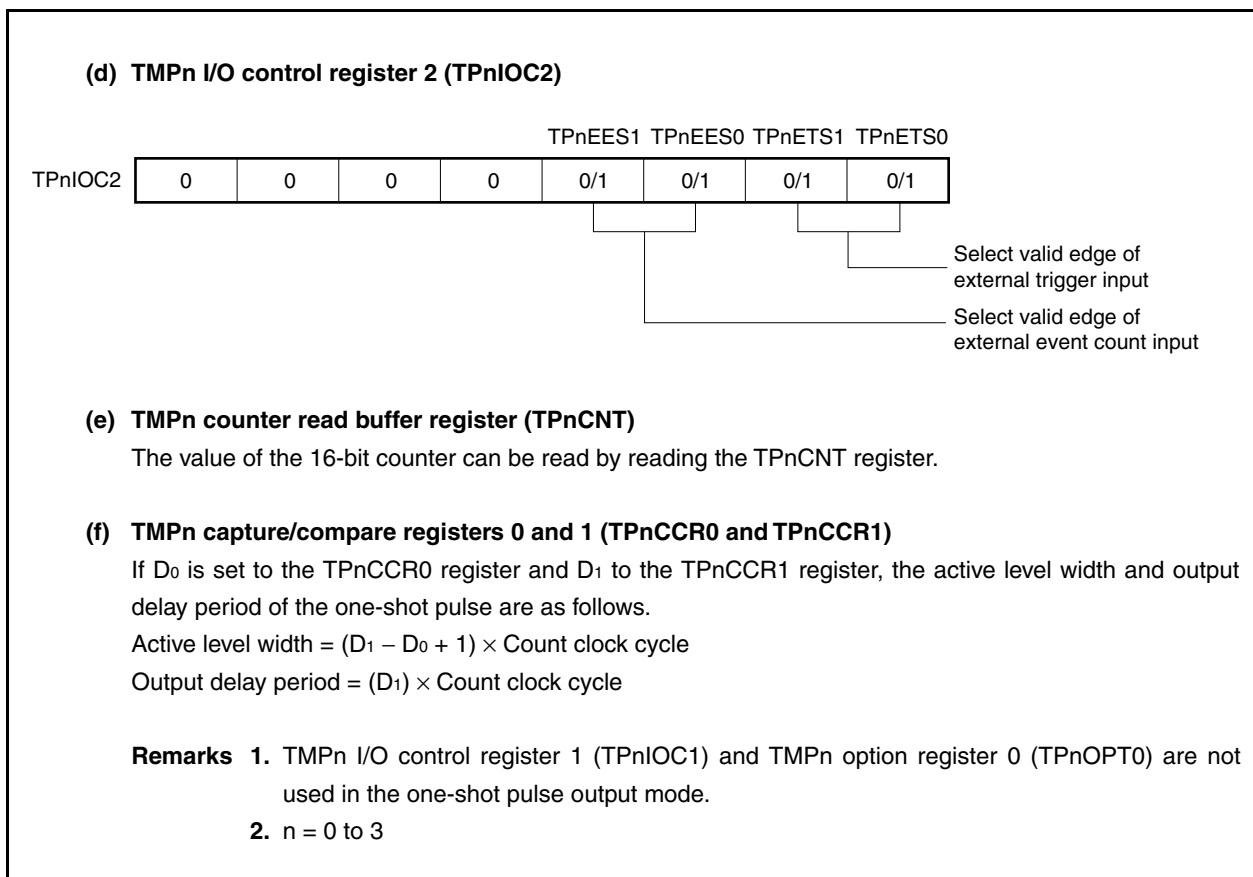 (d) TMPn I/O control register 2 (TPnIOC2)
TPnEES1 TPnEES0 TPnETS1 TPnETS0
TPnIOC2 0 0 0 0 0/1 0/1 0/1 0/1
Select valid edge of
external trigger input
Select valid edge of
external event count input
(e) TMPn counter read buffer register (TPnCNT)
The value of the 16-bit counter can be read by reading the TPnCNT register.
(f) TMPn capture/compare registers 0 and 1 (TPnCCR0 and TPnCCR1)
If D0 is set to the TPnCCR0 register and D1 to the TPnCCR1 register, the active level width and output
delay period of the one-shot pulse are as follows.
Active level width = (D1 − D0 + 1) × Count clock cycle
Output delay period = (D1) × Count clock cycle
Remarks 1. TMPn I/O control register 1 (TPnIOC1) and TMPn option register 0 (TPnOPT0) are not
used in the one-shot pulse output mode.
2. n = 0 to 3